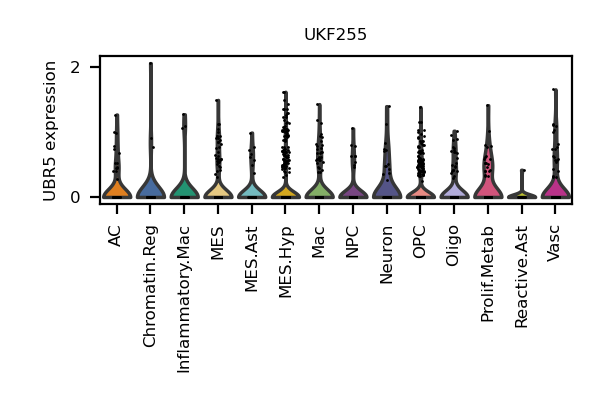 UKF255
UBR5 expression
2
0
AC
Chromatin.Reg
Inflammatory.Mac
MES
MES.Ast
MES.Hyp
Mac
NPC
Neuron
OPC
Oligo
Prolif.Metab
Reactive.Ast
Vasc